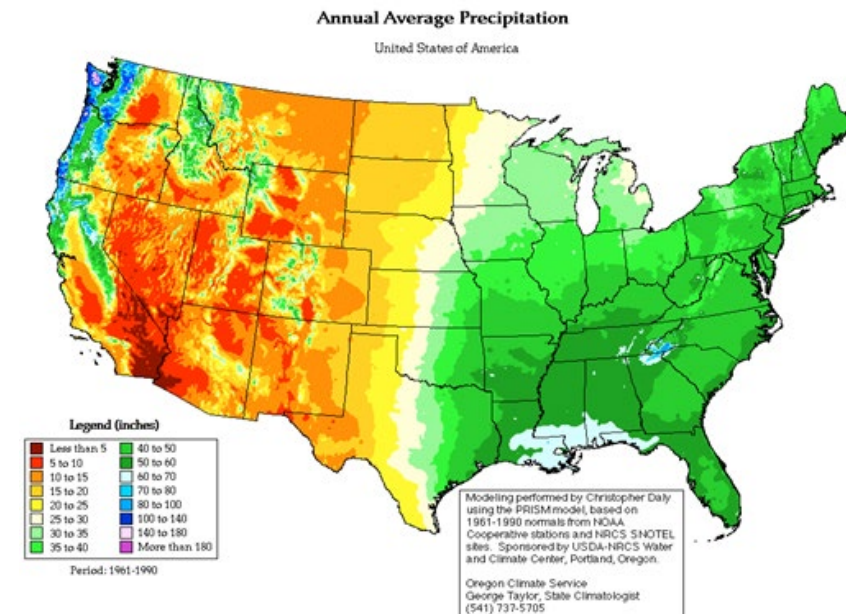 Annual Average Precipitation
United States of America
Legend (inches)
Less than 5
5 to 10
10 to 15
15 to 20
20 to 25
25 to 30
30 to 35
35 to 40
40 to 50
50 to 60
60 to 70
70 to 80
80 to 100
100 to 140
140 to 180
More than 180
Period: 1961-1990
Modeling performed by Christopher Daly
using the PRISM model, based on
1961-1990 normals from NOAA
Cooperative stations and NRCS SNOTEL
sites. Sponsored by USDA-NRCS Water
and Climate Center, Portland, Oregon.
Oregon Climate Service
George Taylor, State Climatologist
(541) 737-5705